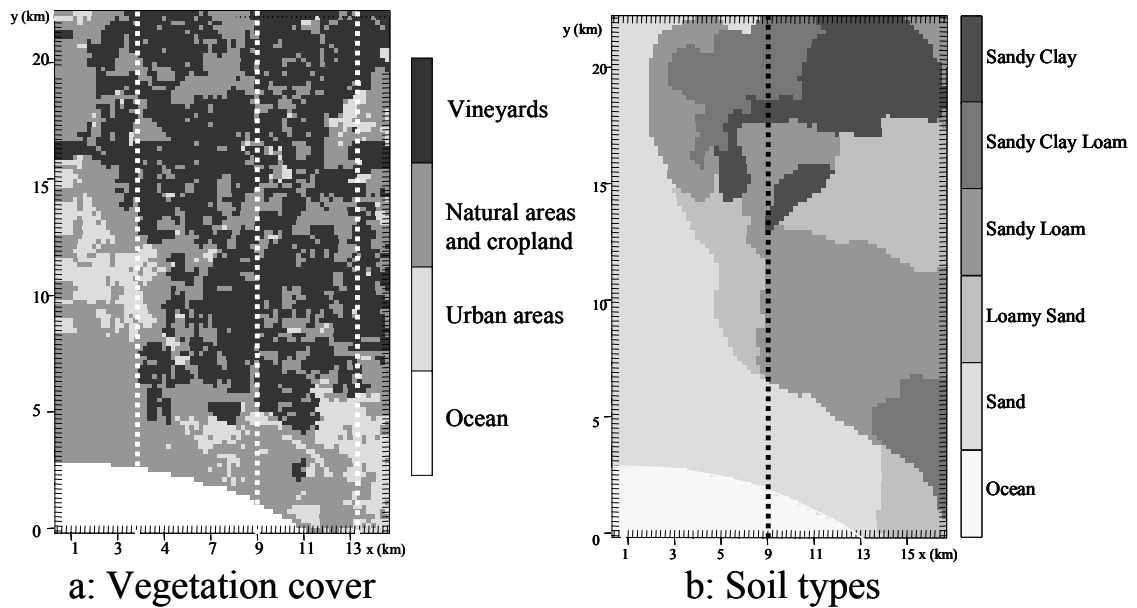 y (km)
20
15
10
5
0
1 3 4 7 9 11 13 x (km)
Vineyards
Natural areas
and cropland
Urban areas
Ocean
a: Vegetation cover
y (km)
20
15
10
5
0
1 3 5 9 11 13 15 x (km)
Sandy Clay
Sandy Clay Loam
Sandy Loam
Loamy Sand
Sand
Ocean
b: Soil types